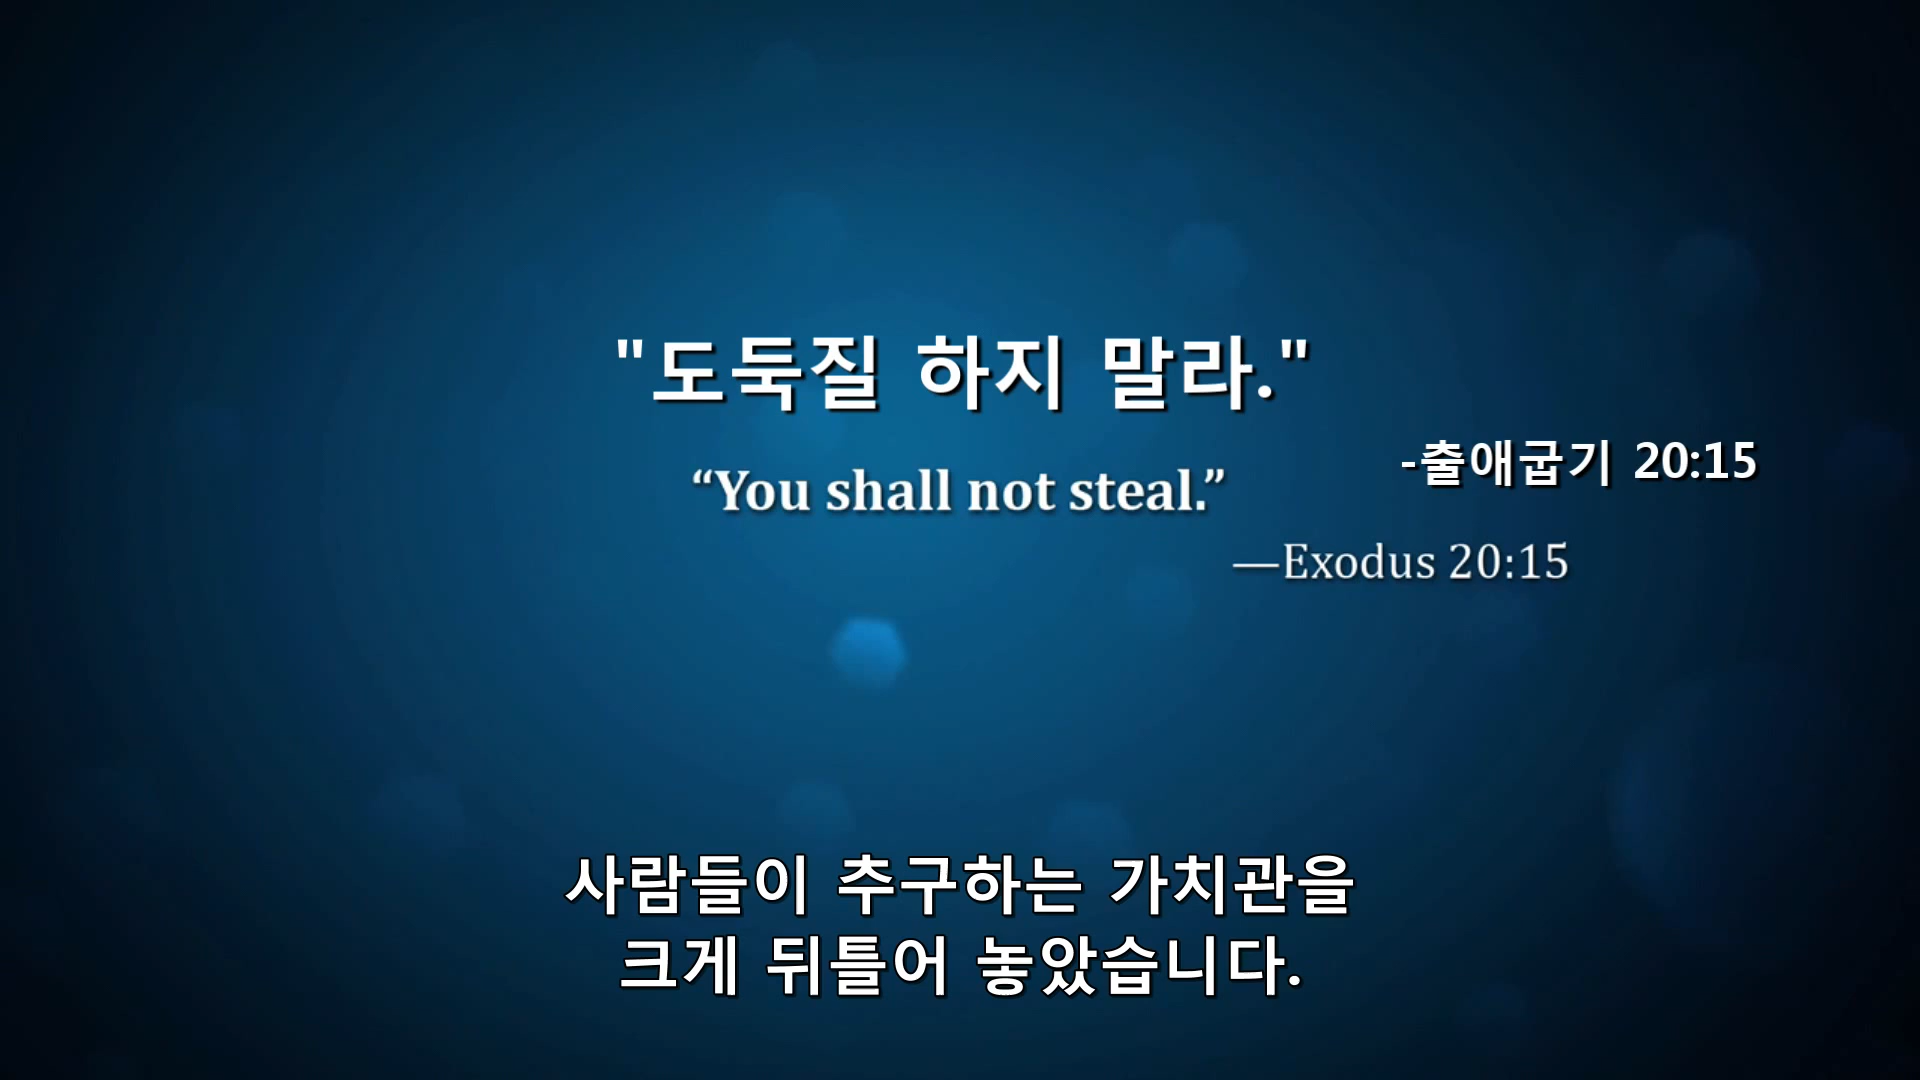 "도둑질 하지 말라."
-출애굽기 20:15
“You shall not steal.”
—Exodus 20:15
사람들이 추구하는 가치관을
크게 뒤틀어 놓았습니다.